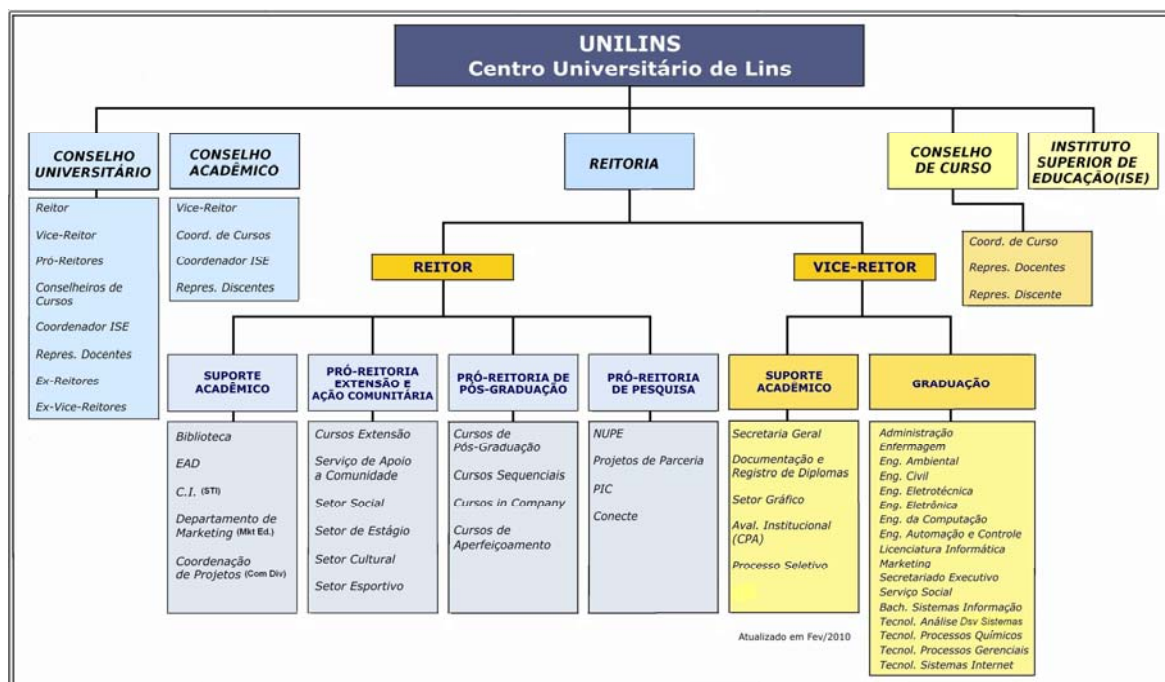 UNILINS
Centro Universitário de Lins
CONSELHO
UNIVERSITÁRIO
Reitor
Vice-Reitor
Pró-Reitores
Conselheiros de
Cursos
Coordenador ISE
Repres. Docentes
Ex-Reitores
Ex-Vice-Reitores
CONSELHO
ACADÊMICO
Vice-Reitor
Coord. de Cursos
Coordenador ISE
Repres. Discentes
REITORIA
CONSELHO
DE CURSO
Coord. de Curso
Repres. Docentes
Repres. Discente
INSTITUTO
SUPERIOR DE
EDUCAÇÃO(ISE)
REITOR
VICE-REITOR
SUPORTE
ACADÊMICO
Biblioteca
EAD
C.I. (STI)
Departamento de
Marketing (Mkt Ed.)
Coordenação
de Projetos (Com Div)
PRÓ-REITORIA
EXTENSÃO E
AÇÃO COMUNITÁRIA
Cursos Extensão
Serviço de Apoio
a Comunidade
Setor Social
Setor de Estágio
Setor Cultural
Setor Esportivo
PRÓ-REITORIA DE
PÓS-GRADUAÇÃO
Cursos de
Pós-Graduação
Cursos Sequenciais
Cursos in Company
Cursos de
Aperfeiçoamento
PRÓ-REITORIA
DE PESQUISA
NUPE
Projetos de Parceria
PIC
Conecte
SUPORTE
ACADÊMICO
Secretaria Geral
Documentação e
Registro de Diplomas
Setor Gráfico
Aval. Institucional
(CPA)
Processo Seletivo
GRADUAÇÃO
Administração
Enfermagem
Eng. Ambiental
Eng. Civil
Eng. Eletrotécnica
Eng. Eletrônica
Eng. da Computação
Eng. Automação e Controle
Licenciatura Informática
Marketing
Secretariado Executivo
Serviço Social
Bach. Sistemas Informação
Tecnol. Análise Dsv Sistemas
Tecnol. Processos Químicos
Tecnol. Processos Gerenciais
Tecnol. Sistemas Internet
Atualizado em Fev/2010